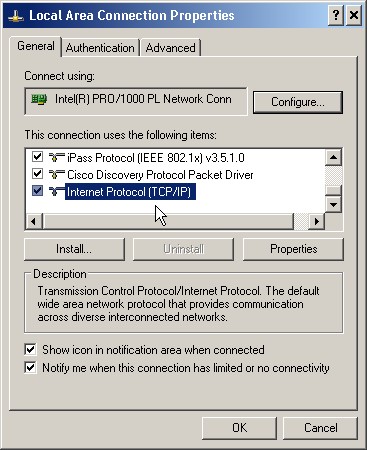 Local Area Connection Properties
General Authentication Advanced
Connect using:
Intel(R) PRO/1000 PL Network Conn Configure...
This connection uses the following items:
iPass Protocol (IEEE 802.1x) v3.5.1.0
Cisco Discovery Protocol Packet Driver
Internet Protocol (TCP/IP)
Install... Uninstall Properties
Description
Transmission Control Protocol/Internet Protocol. The default
wide area network protocol that provides communication
across diverse interconnected networks.
Show icon in notification area when connected
Notify me when this connection has limited or no connectivity
OK Cancel